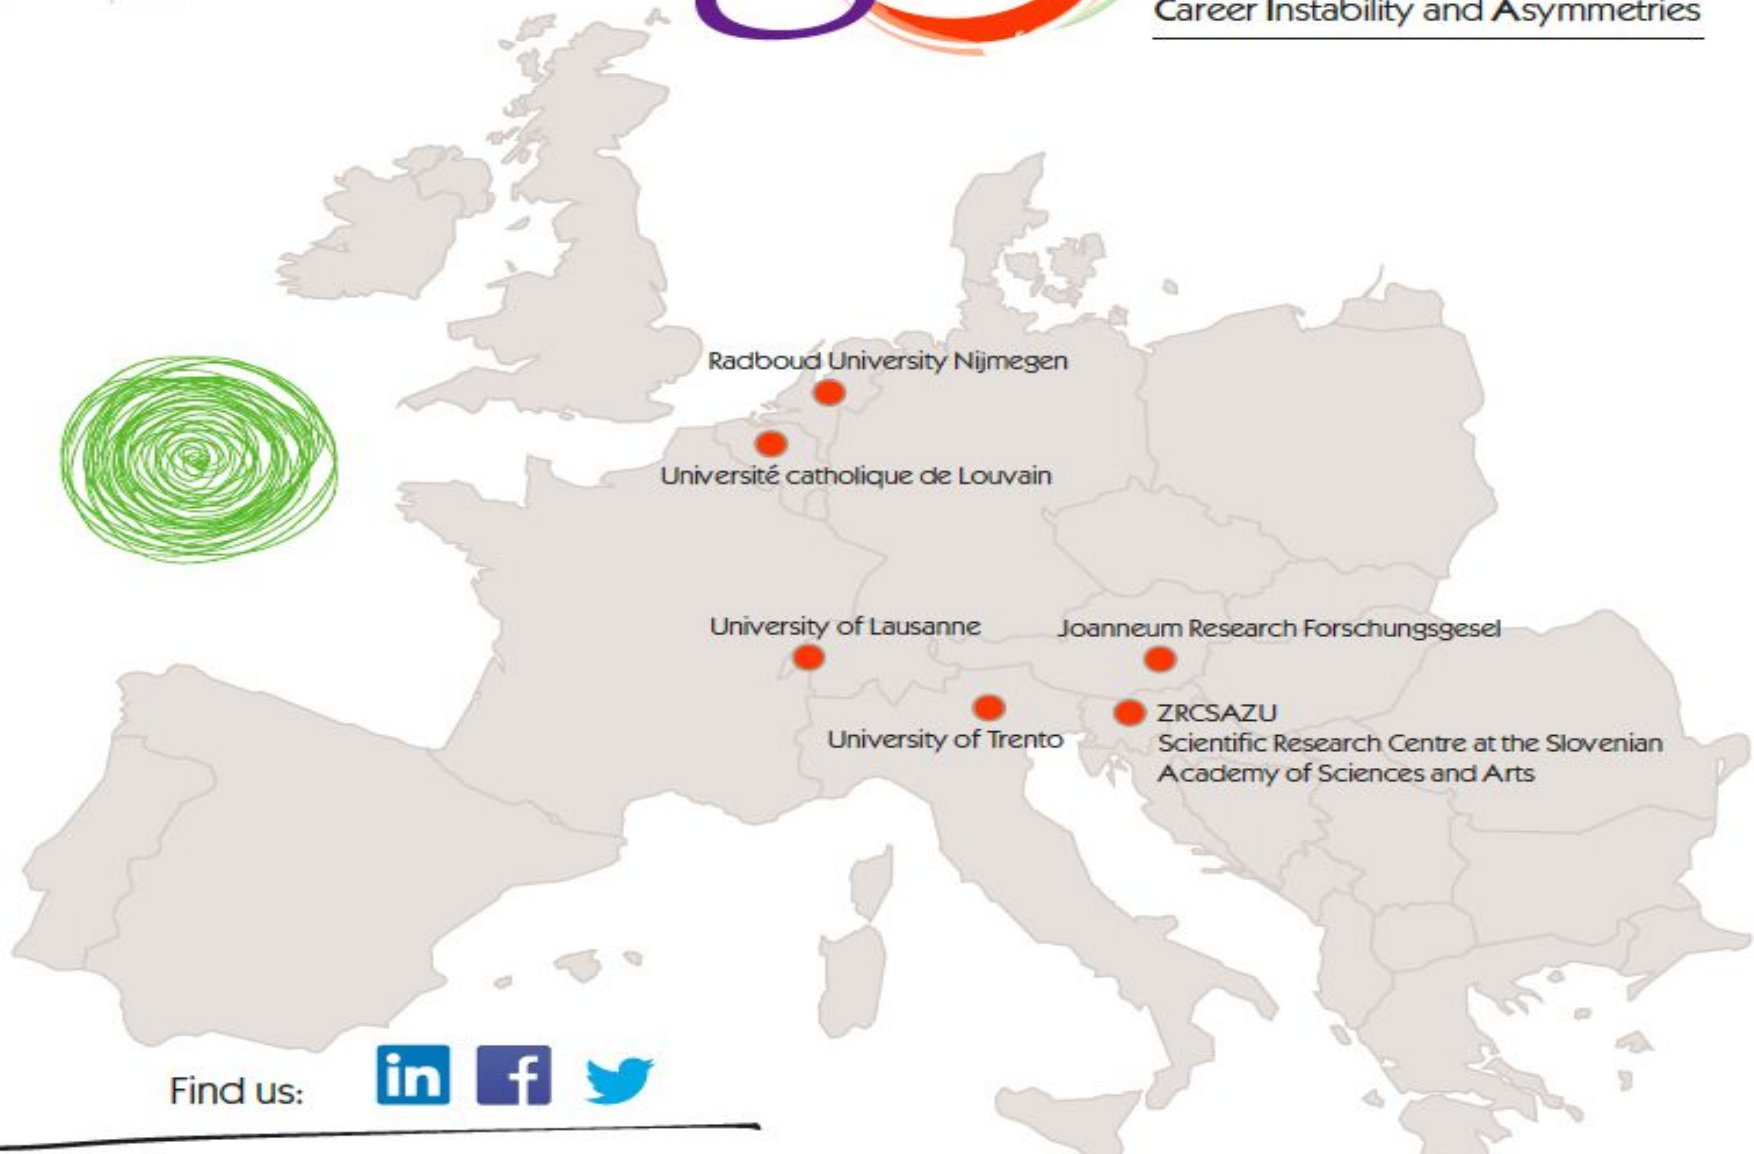 Career Instability and Asymmetries
Radboud University Nijmegen
Université catholique de Louvain
University of Lausanne
Joanneum Research Forschungsgesel
University of Trento
ZRCSAZU
Scientific Research Centre at the Slovenian
Academy of Sciences and Arts
Find us:
in f